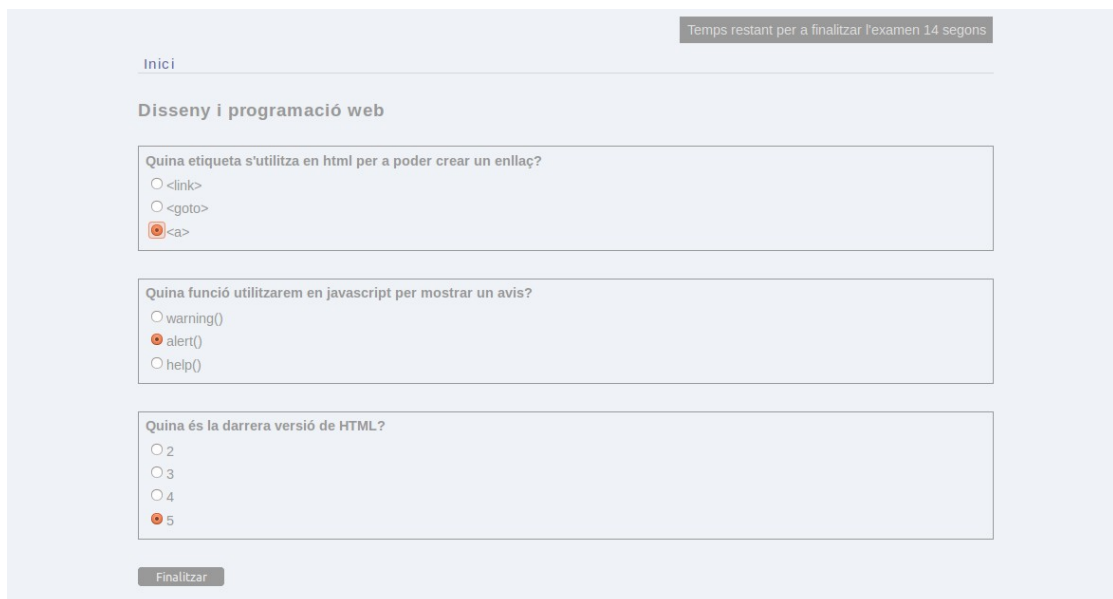 Temps restant per a finalitzar l'examen 14 segons
Inici
Disseny i programació web
Quina etiqueta s'utilitza en html per a poder crear un enllaç?
<link>
<goto>
<a>
Quina funció utilitzarem en javascript per mostrar un avis?
warning()
alert()
help()
Quina és la darrera versió de HTML?
2
3
4
5
Finalitzar